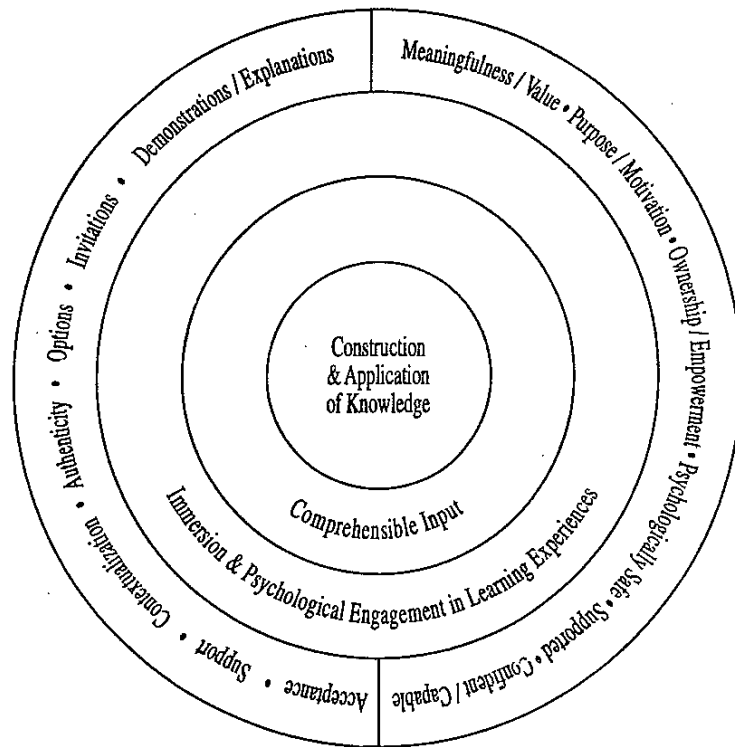 Demonstrations / Explanations
Invitations •
Options •
Authenticity •
Contextualization •
Support •
Acceptance •
Meaningfulness / Value • Purpose / Motivation • Ownership / Empowerment • Psychologically Safe • Supported • Confident / Capable
Construction
& Application
of Knowledge
Comprehensible Input
Immersion & Psychological Engagement in Learning Experiences